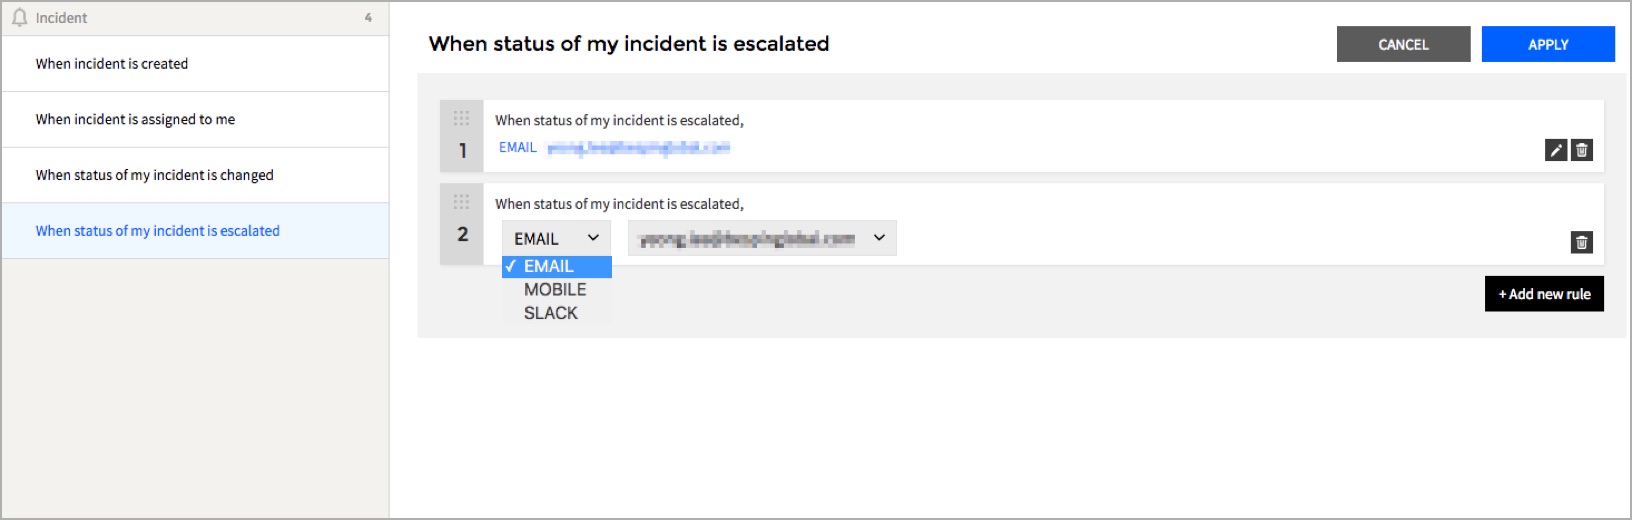 Incident 4
When incident is created
When incident is assigned to me
When status of my incident is changed
When status of my incident is escalated
When status of my incident is escalated
CANCEL
APPLY
1
When status of my incident is escalated,
EMAIL
2
When status of my incident is escalated,
EMAIL
✓ EMAIL
MOBILE
SLACK
+ Add new rule